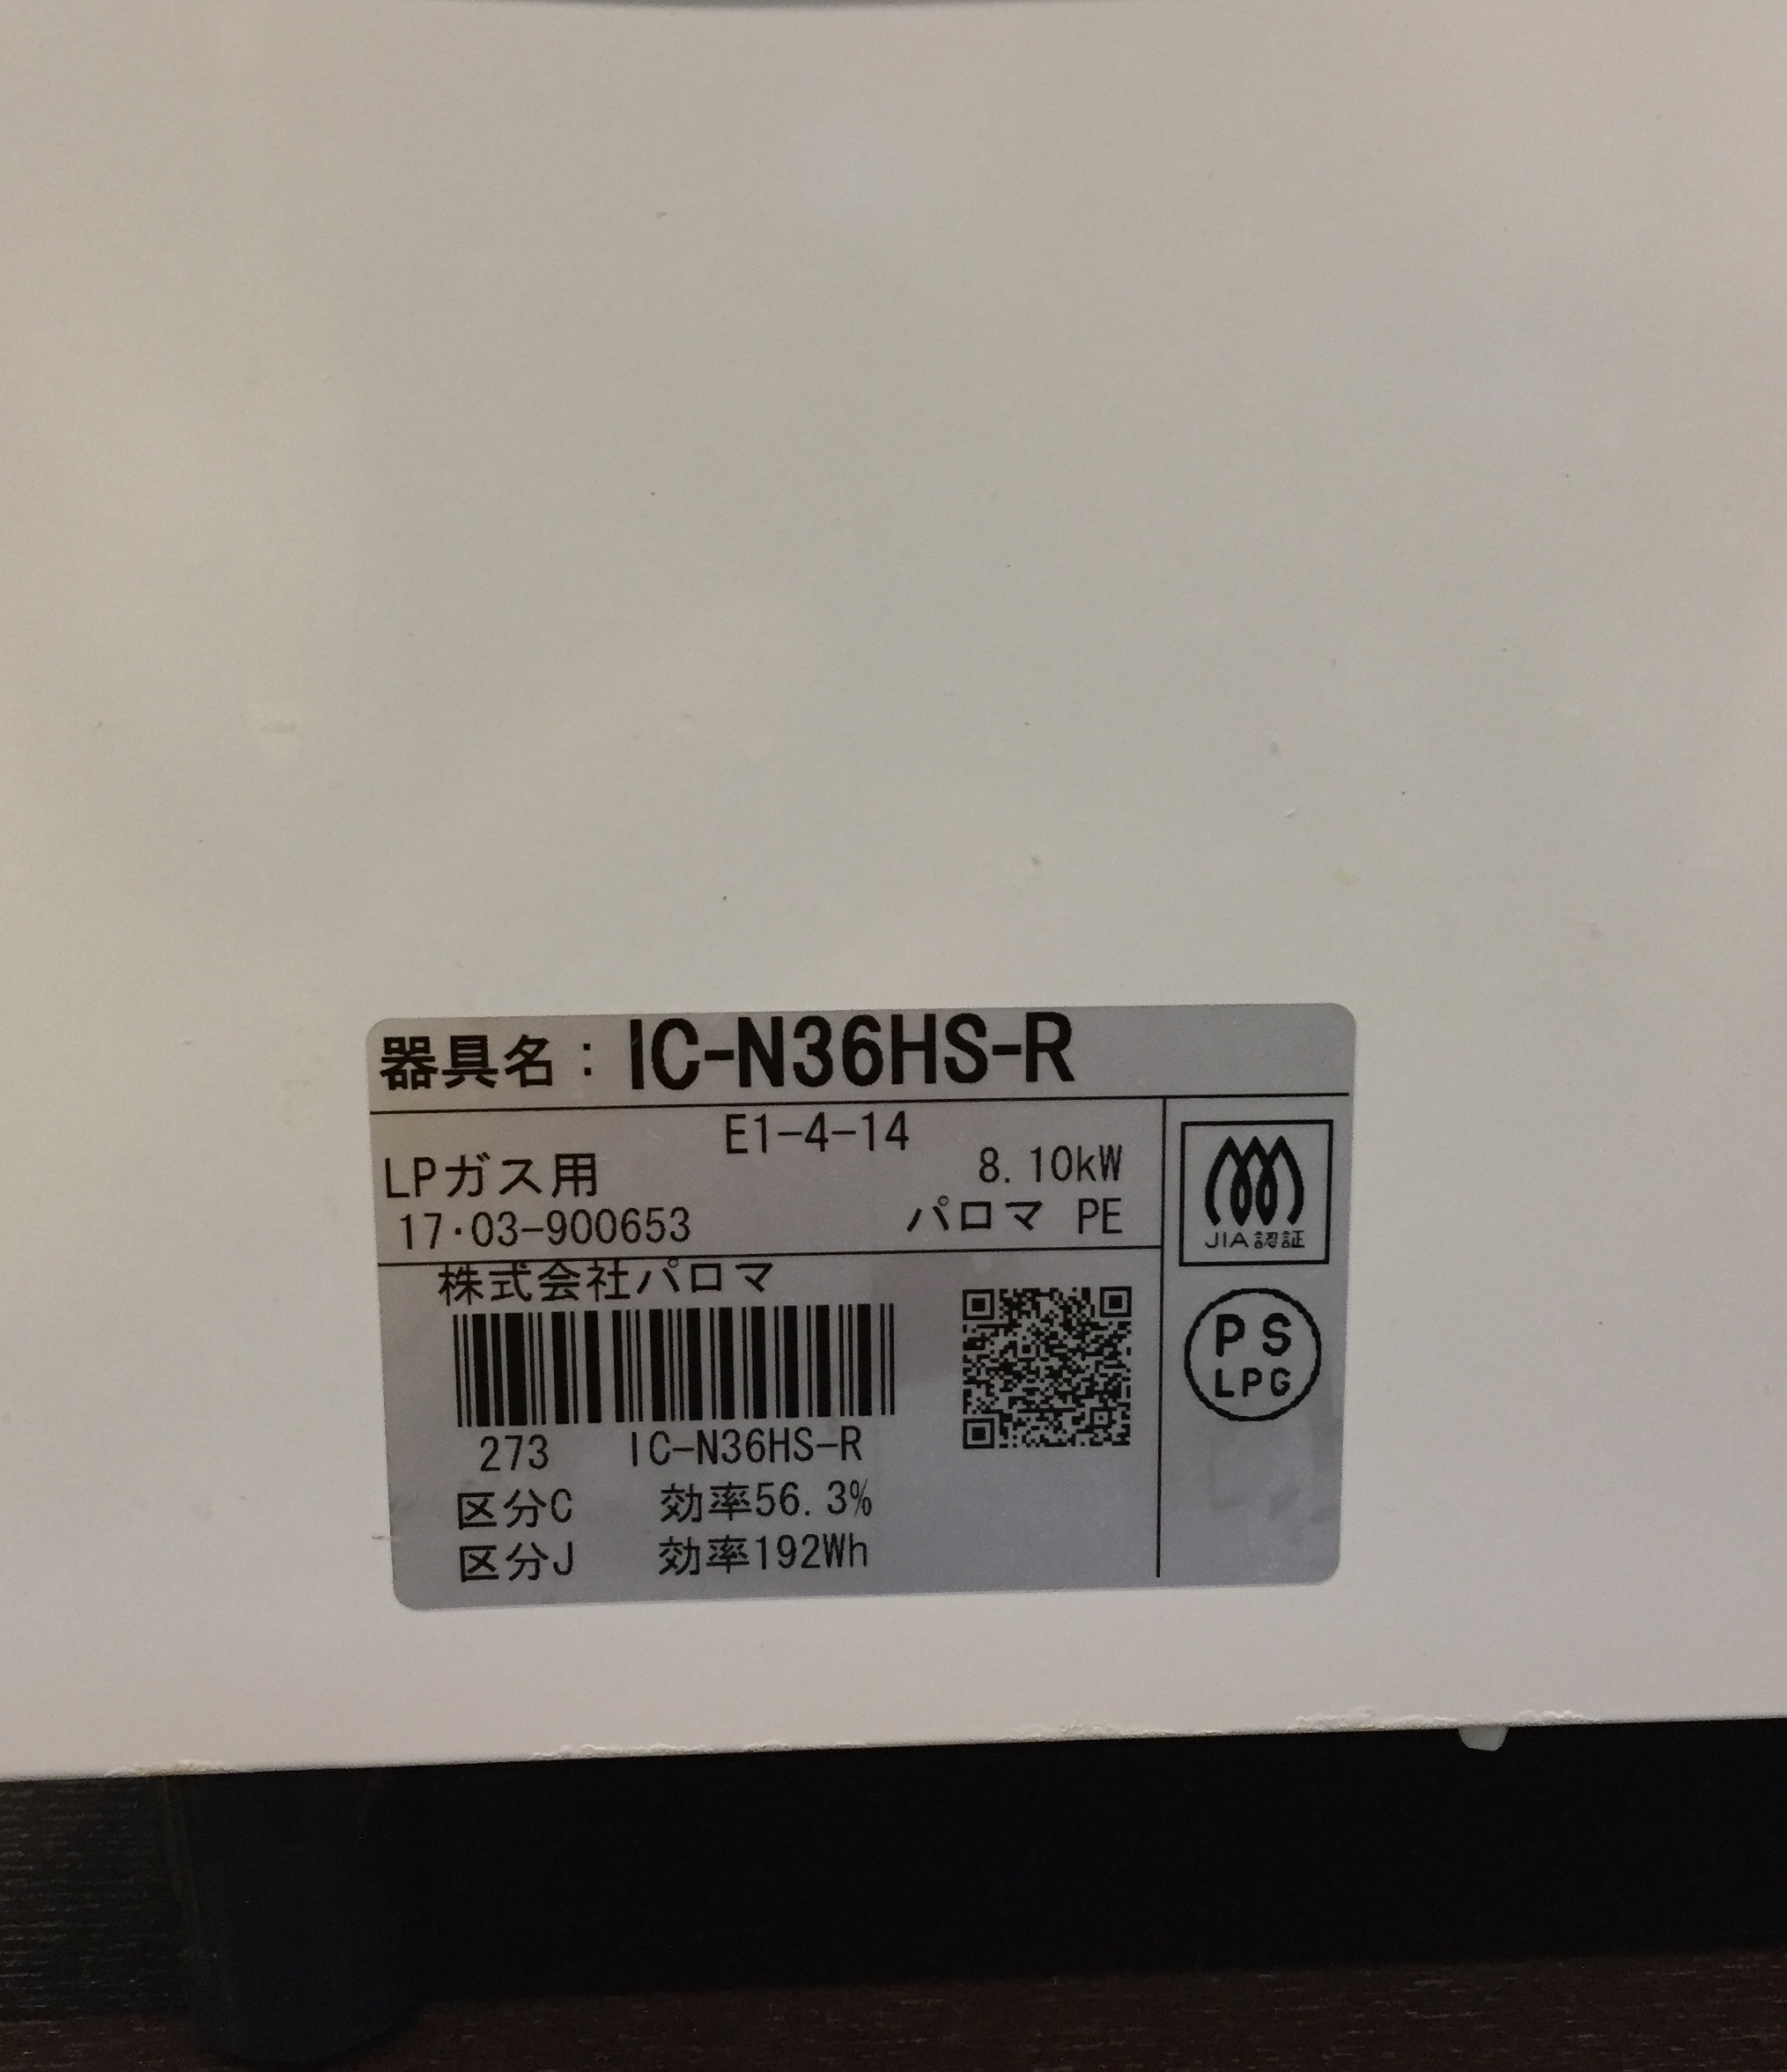 器具名:IC-N36HS-R
E1-4-14
LPガス用 8.10kW
17・03-900653 パロマ PE
JIA認証
株式会社パロマ
PS
LPG
273 IC-N36HS-R
区分C 効率56.3%
区分J 効率192Wh